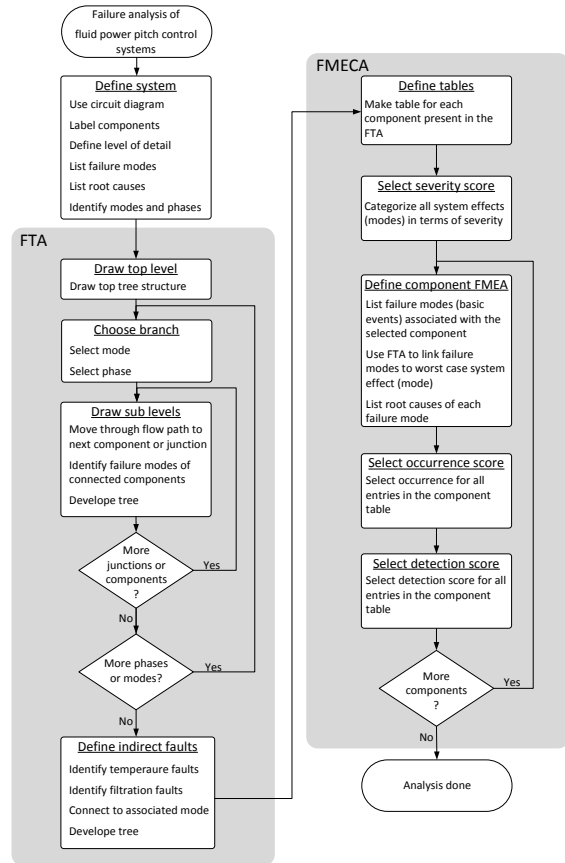 Failure analysis of
fluid power pitch control
systems
Define system
Use circuit diagram
Label components
Define level of detail
List failure modes
List root causes
Identify modes and phases
FTA
Draw top level
Draw top tree structure
Choose branch
Select mode
Select phase
Draw sub levels
Move through flow path to
next component or junction
Identify failure modes of
connected components
Develope tree
More
junctions or
components
?
Yes
No
More phases
or modes?
Yes
No
Define indirect faults
Identify temperaure faults
Identify filtration faults
Connect to associated mode
Develope tree
FMECA
Define tables
Make table for each
component present in the
FTA
Select severity score
Categorize all system effects
(modes) in terms of severity
Define component FMEA
List failure modes (basic
events) associated with the
selected component
Use FTA to link failure
modes to worst case system
effect (mode)
List root causes of each
failure mode
Select occurrence score
Select occurrence for all
entries in the component
table
Select detection score
Select detection score for all
entries in the component
table
More
components
?
Yes
No
Analysis done